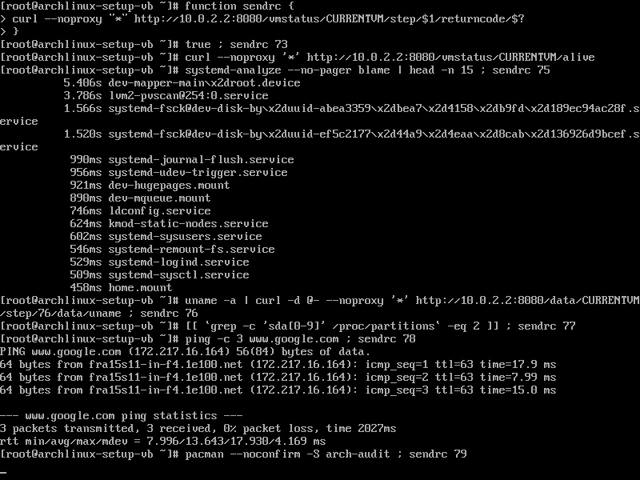 [root@archlinux-setup-vb ~]# function sendrc {
> curl --noproxy "*" http://10.0.2.2:8080/vmstatus/CURRENTVM/step/$1/returncode/$?
> }
[root@archlinux-setup-vb ~]# true ; sendrc 73
[root@archlinux-setup-vb ~]# curl --noproxy '*' http://10.0.2.2:8080/vmstatus/CURRENTVM/alive
[root@archlinux-setup-vb ~]# systemd-analyze --no-pager blame | head -n 15 ; sendrc 75
5.406s dev-mapper-main\x2droot.device
3.786s lvm2-pvscan@254:0.service
1.566s systemd-fsck@dev-disk-by\x2duuid-abea3359\x2dbea7\x2d4158\x2db9fd\x2d189ec94ac28f.s
ervice
1.520s systemd-fsck@dev-disk-by\x2duuid-ef5c2177\x2d44a9\x2d4eaa\x2d8cab\x2d136926d9bcef.s
ervice
990ms systemd-journal-flush.service
956ms systemd-udev-trigger.service
921ms dev-hugepages.mount
890ms dev-mqueue.mount
746ms ldconfig.service
624ms kmod-static-nodes.service
602ms systemd-sysusers.service
546ms systemd-remount-fs.service
529ms systemd-logind.service
509ms systemd-sysctl.service
458ms home.mount
[root@archlinux-setup-vb ~]# uname -a | curl -d @- --noproxy '*' http://10.0.2.2:8080/data/CURRENTVM
/step/76/data/uname ; sendrc 76
[root@archlinux-setup-vb ~]# [[ `grep -c 'sda[0-9]' /proc/partitions` -eq 2 ]] ; sendrc 77
[root@archlinux-setup-vb ~]# ping -c 3 www.google.com ; sendrc 78
PING www.google.com (172.217.16.164) 56(84) bytes of data.
64 bytes from fra15s11-in-f4.1e100.net (172.217.16.164): icmp_seq=1 ttl=63 time=17.9 ms
64 bytes from fra15s11-in-f4.1e100.net (172.217.16.164): icmp_seq=2 ttl=63 time=7.99 ms
64 bytes from fra15s11-in-f4.1e100.net (172.217.16.164): icmp_seq=3 ttl=63 time=15.0 ms
--- www.google.com ping statistics ---
3 packets transmitted, 3 received, 0% packet loss, time 2027ms
rtt min/avg/max/mdev = 7.996/13.643/17.930/4.169 ms
[root@archlinux-setup-vb ~]# pacman --noconfirm -S arch-audit ; sendrc 79